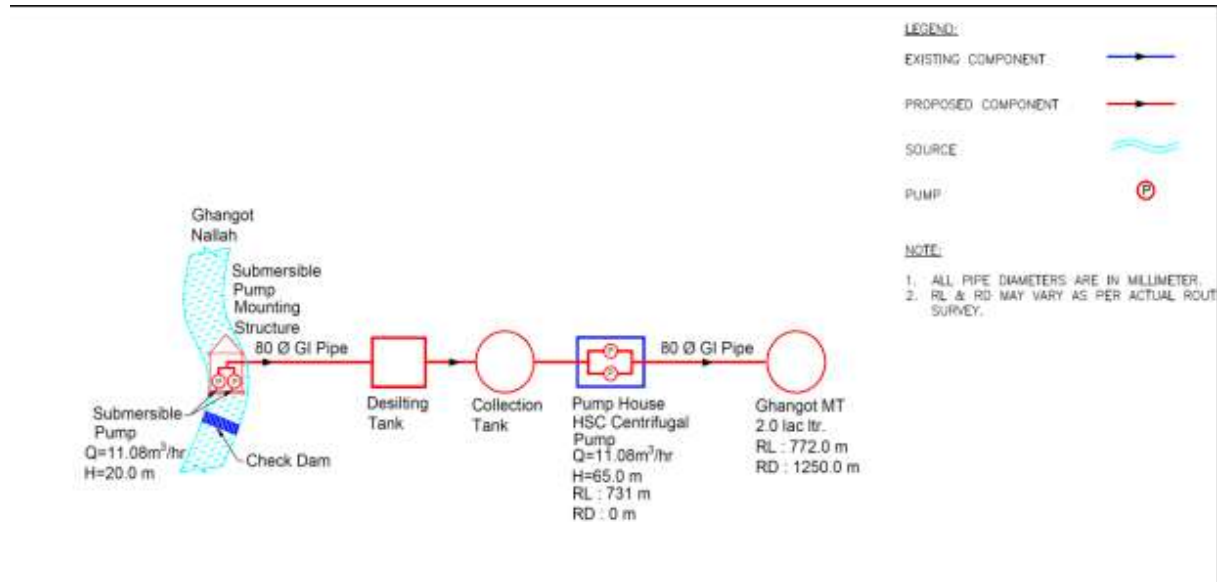 LEGEND:
EXISTING COMPONENT
PROPOSED COMPONENT
SOURCE
PUMP
P
NOTE:
1. ALL PIPE DIAMETERS ARE IN MILLIMETER.
2. RL & RD MAY VARY AS PER ACTUAL ROUT
SURVEY.
Ghangot
Nallah
Submersible
Pump
Mounting
Structure
80 Ø GI Pipe
P P
Submersible
Pump
Q=11.08m³/hr
H=20.0 m
Check Dam
Desilting
Tank
Collection
Tank
P
P
Pump House
HSC Centrifugal
Pump
Q=11.08m³/hr
H=65.0 m
RL : 731 m
RD : 0 m
80 Ø GI Pipe
Ghangot MT
2.0 lac ltr.
RL : 772.0 m
RD : 1250.0 m